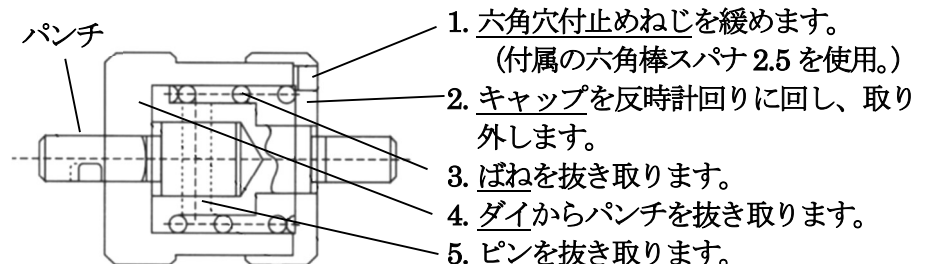 パンチ
1. 六角穴付止めねじを緩めます。
（付属の六角棒スパナ 2.5 を使用。）
2. キャップを反時計回りに回し、取り
外します。
3. ばねを抜き取ります。
4. ダイからパンチを抜き取ります。
5. ピンを抜き取ります。